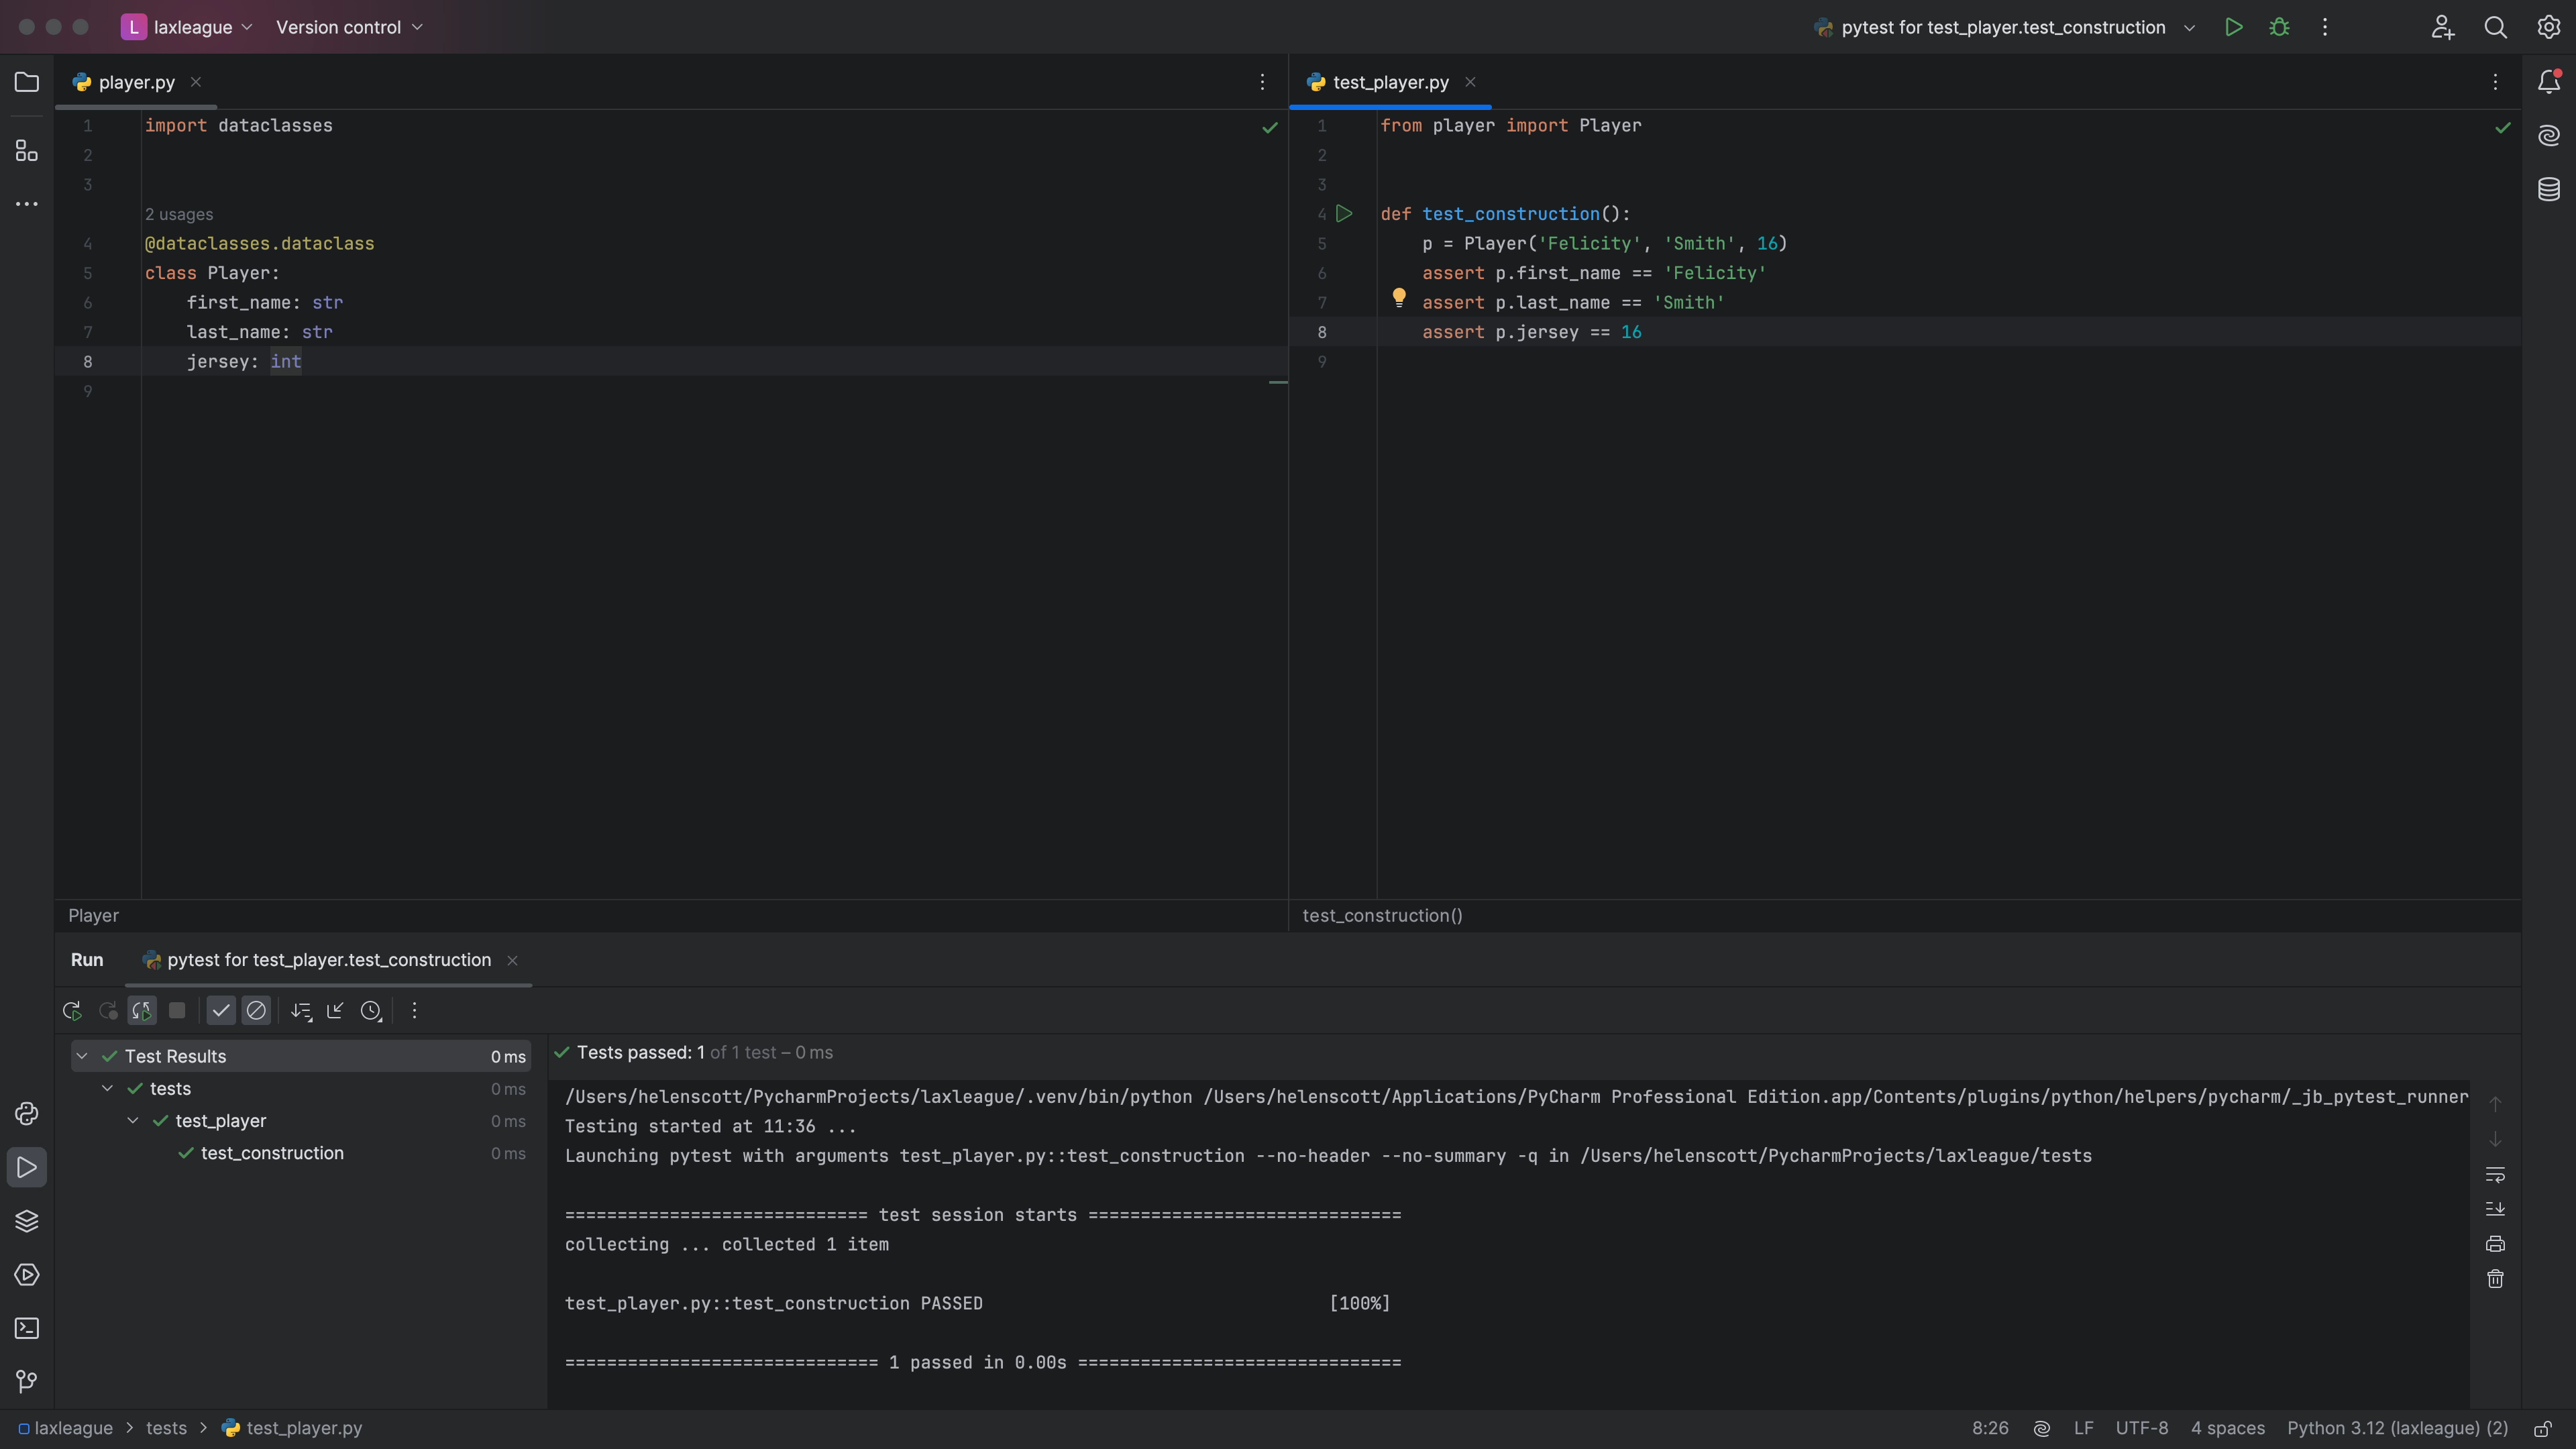 L laxleague Version control pytest for test_player.test_construction
player.py
1 import dataclasses
2
3
2 usages
4 @dataclasses.dataclass
5 class Player:
6 first_name: str
7 last_name: str
8 jersey: int
9
Player
test_player.py
1 from player import Player
2
3
4 def test_construction():
5 p = Player('Felicity', 'Smith', 16)
6 assert p.first_name == 'Felicity'
7 assert p.last_name == 'Smith'
8 assert p.jersey == 16
9
test_construction()
Run pytest for test_player.test_construction
Test Results 0 ms
tests 0 ms
test_player 0 ms
test_construction 0 ms
Tests passed: 1 of 1 test – 0 ms
/Users/helenscott/PycharmProjects/laxleague/.venv/bin/python /Users/helenscott/Applications/PyCharm Professional Edition.app/Contents/plugins/python/helpers/pycharm/_jb_pytest_runner
Testing started at 11:36 ...
Launching pytest with arguments test_player.py::test_construction --no-header --no-summary -q in /Users/helenscott/PycharmProjects/laxleague/tests
============================= test session starts ==============================
collecting ... collected 1 item
test_player.py::test_construction PASSED [100%]
============================== 1 passed in 0.00s ===============================
laxleague > tests > test_player.py 8:26 LF UTF-8 4 spaces Python 3.12 (laxleague) (2)